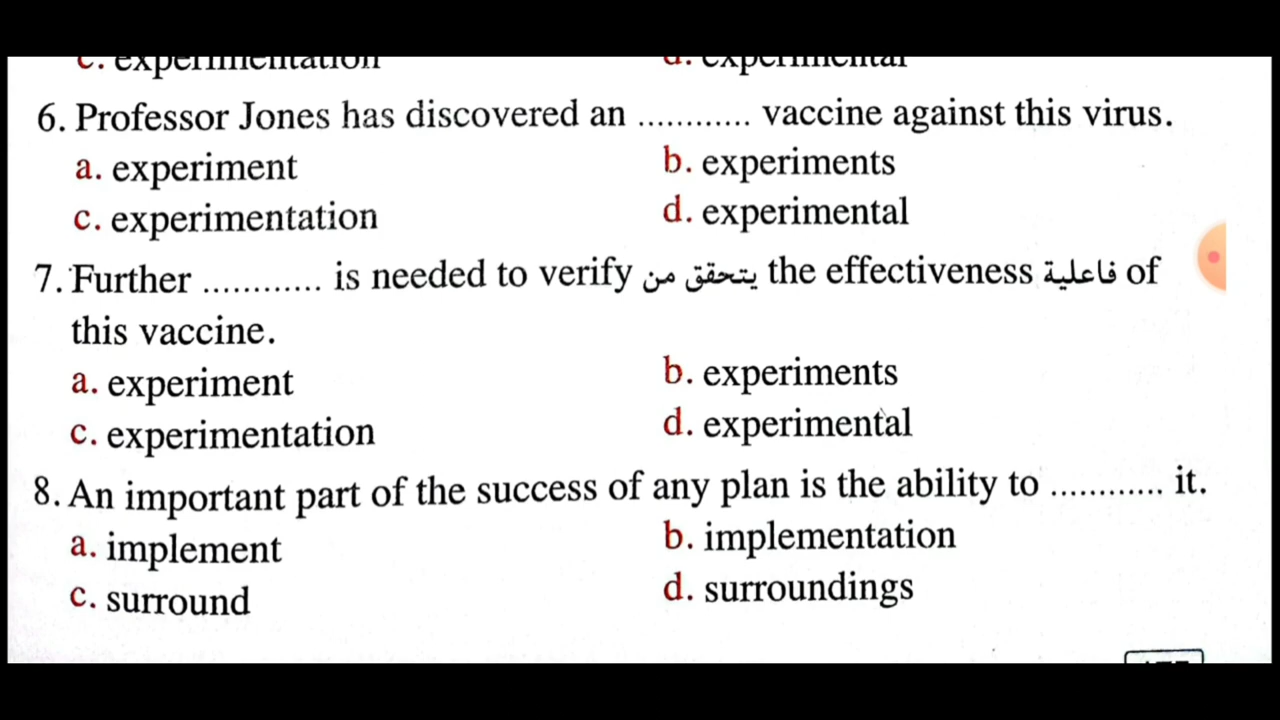 c. experimentation d. experimental
6. Professor Jones has discovered an ............ vaccine against this virus.
a. experiment b. experiments
c. experimentation d. experimental
7. Further ............ is needed to verify يتحقق من the effectiveness فاعلية of
this vaccine.
a. experiment b. experiments
c. experimentation d. experimental
8. An important part of the success of any plan is the ability to ............ it.
a. implement b. implementation
c. surround d. surroundings